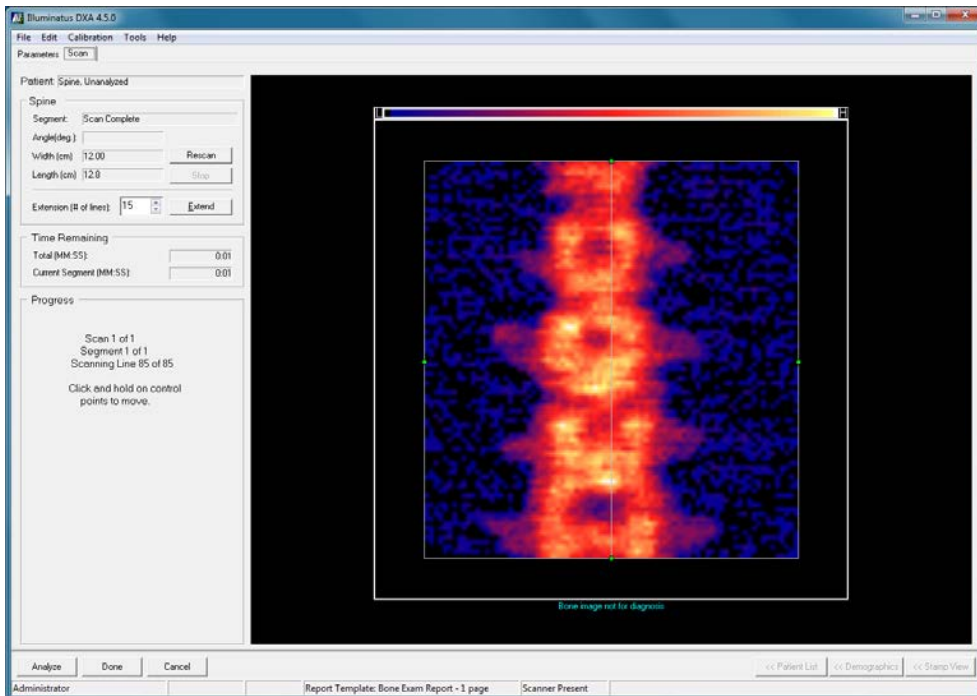 Illuminatus DXA 4.5.0
File Edit Calibration Tools Help
Parameters Scan
Patient: Spine, Unanalyzed
Spine
Segment: Scan Complete
Angle(deg.):
Width (cm) 12.00 Rescan
Length (cm) 12.0 Stop
Extension (# of lines): 15 Extend
Time Remaining
Total (MM:SS): 0:01
Current Segment (MM:SS): 0:01
Progress
Scan 1 of 1
Segment 1 of 1
Scanning Line 85 of 85
Click and hold on control
points to move.
L H
Bone image not for diagnosis
Analyze Done Cancel << Patient List << Demographics << Stamp View
Administrator Report Template: Bone Exam Report - 1 page Scanner Present